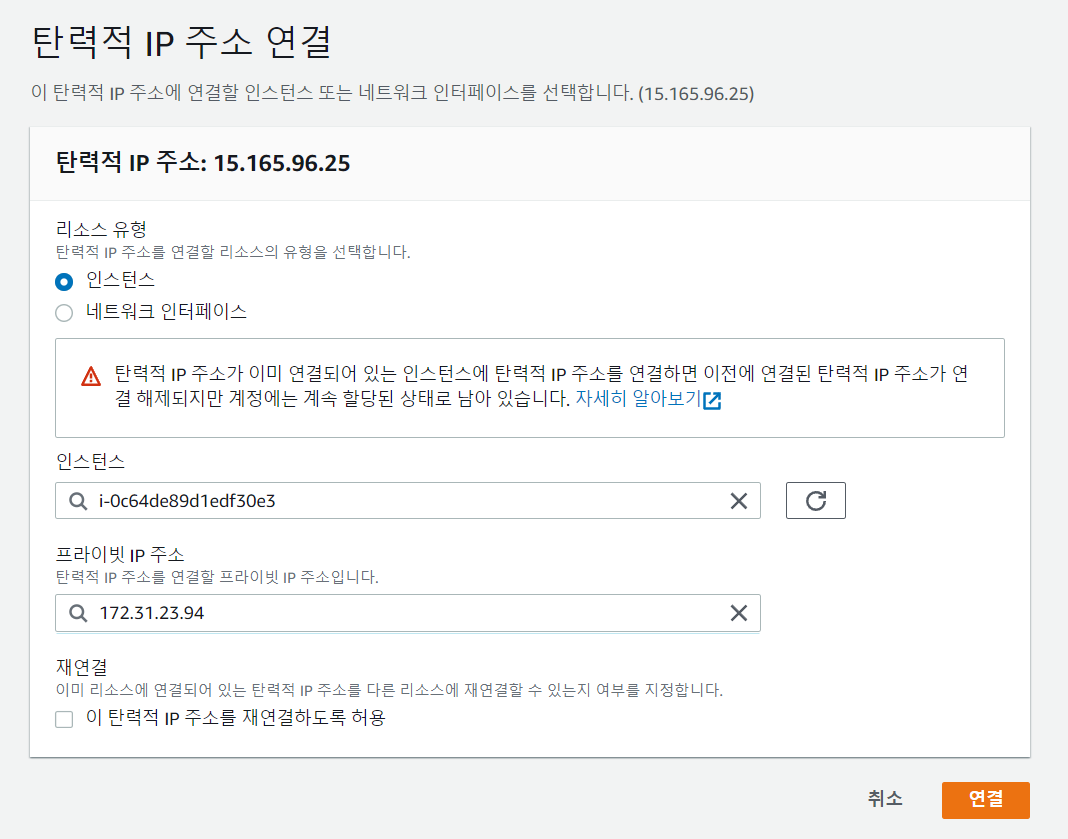 탄력적 IP 주소 연결
이 탄력적 IP 주소에 연결할 인스턴스 또는 네트워크 인터페이스를 선택합니다. (15.165.96.25)
탄력적 IP 주소: 15.165.96.25
리소스 유형
탄력적 IP 주소를 연결할 리소스의 유형을 선택합니다.
인스턴스
네트워크 인터페이스
탄력적 IP 주소가 이미 연결되어 있는 인스턴스에 탄력적 IP 주소를 연결하면 이전에 연결된 탄력적 IP 주소가 연
결 해제되지만 계정에는 계속 할당된 상태로 남아 있습니다. 자세히 알아보기
인스턴스
i-0c64de89d1edf30e3
프라이빗 IP 주소
탄력적 IP 주소를 연결할 프라이빗 IP 주소입니다.
172.31.23.94
재연결
이미 리소스에 연결되어 있는 탄력적 IP 주소를 다른 리소스에 재연결할 수 있는지 여부를 지정합니다.
이 탄력적 IP 주소를 재연결하도록 허용
취소 연결